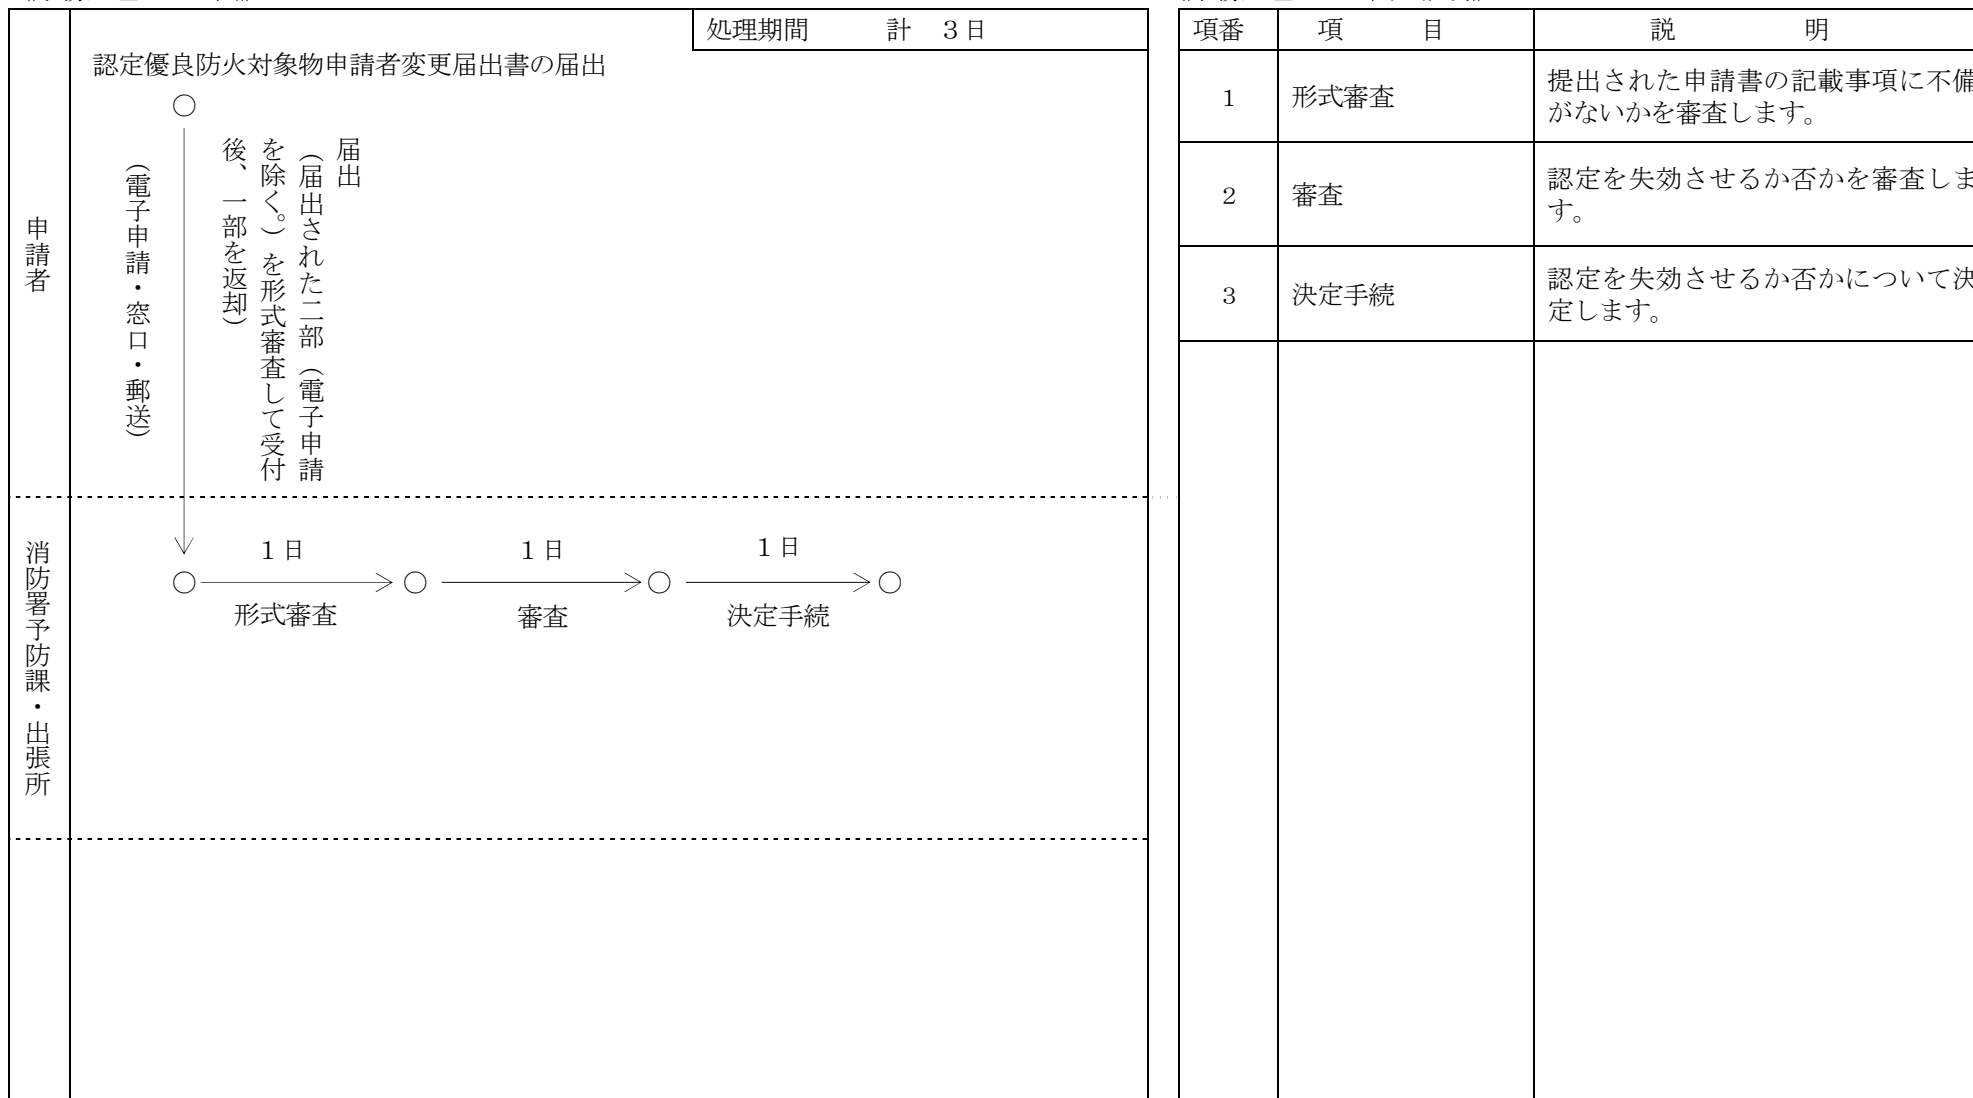 処理期間　計　3日
認定優良防火対象物申請者変更届出書の届出
申請者
（電子申請・窓口・郵送）
届出
（届出された二部（電子申請
を除く。）を形式審査して受付
後、一部を返却）
消防署予防課・出張所
1日
形式審査
1日
審査
1日
決定手続
項番　項　目　説　明
1　形式審査　提出された申請書の記載事項に不備
がないかを審査します。
2　審査　認定を失効させるか否かを審査しま
す。
3　決定手続　認定を失効させるか否かについて決
定します。